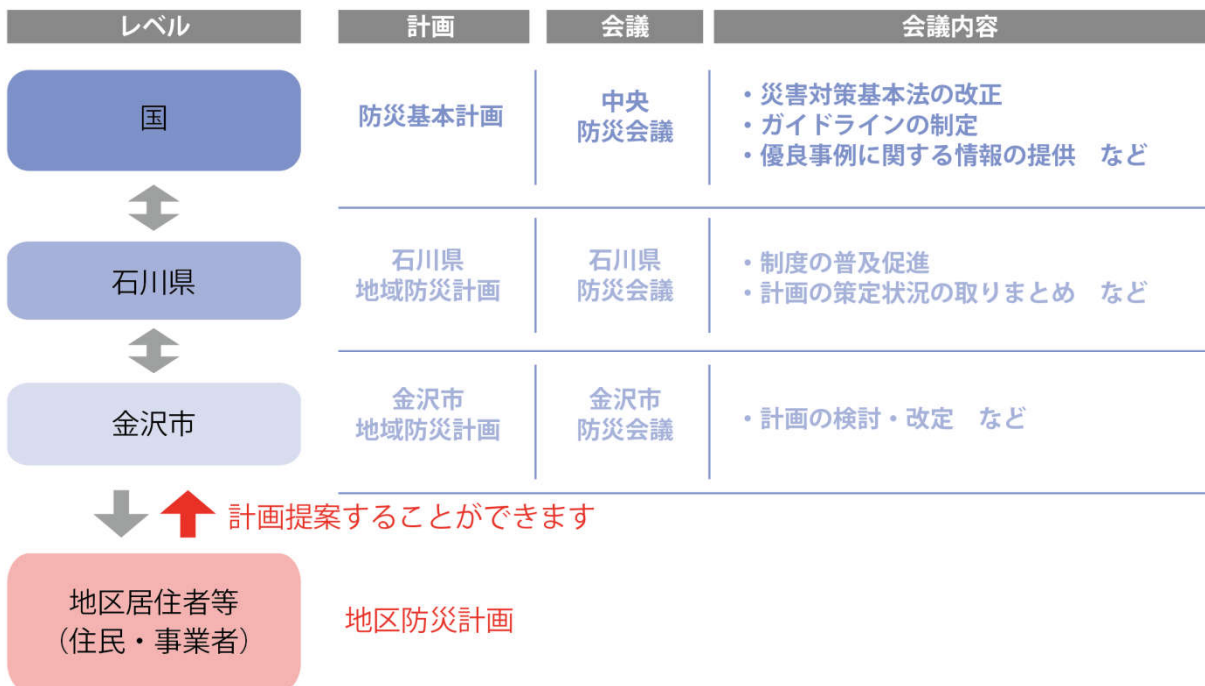 レベル
計画
会議
会議内容
国
防災基本計画
中央
防災会議
・災害対策基本法の改正
・ガイドラインの制定
・優良事例に関する情報の提供　など
石川県
石川県
地域防災計画
石川県
防災会議
・制度の普及促進
・計画の策定状況の取りまとめ　など
金沢市
金沢市
地域防災計画
金沢市
防災会議
・計画の検討・改定　など
計画提案することができます
地区居住者等
（住民・事業者）
地区防災計画